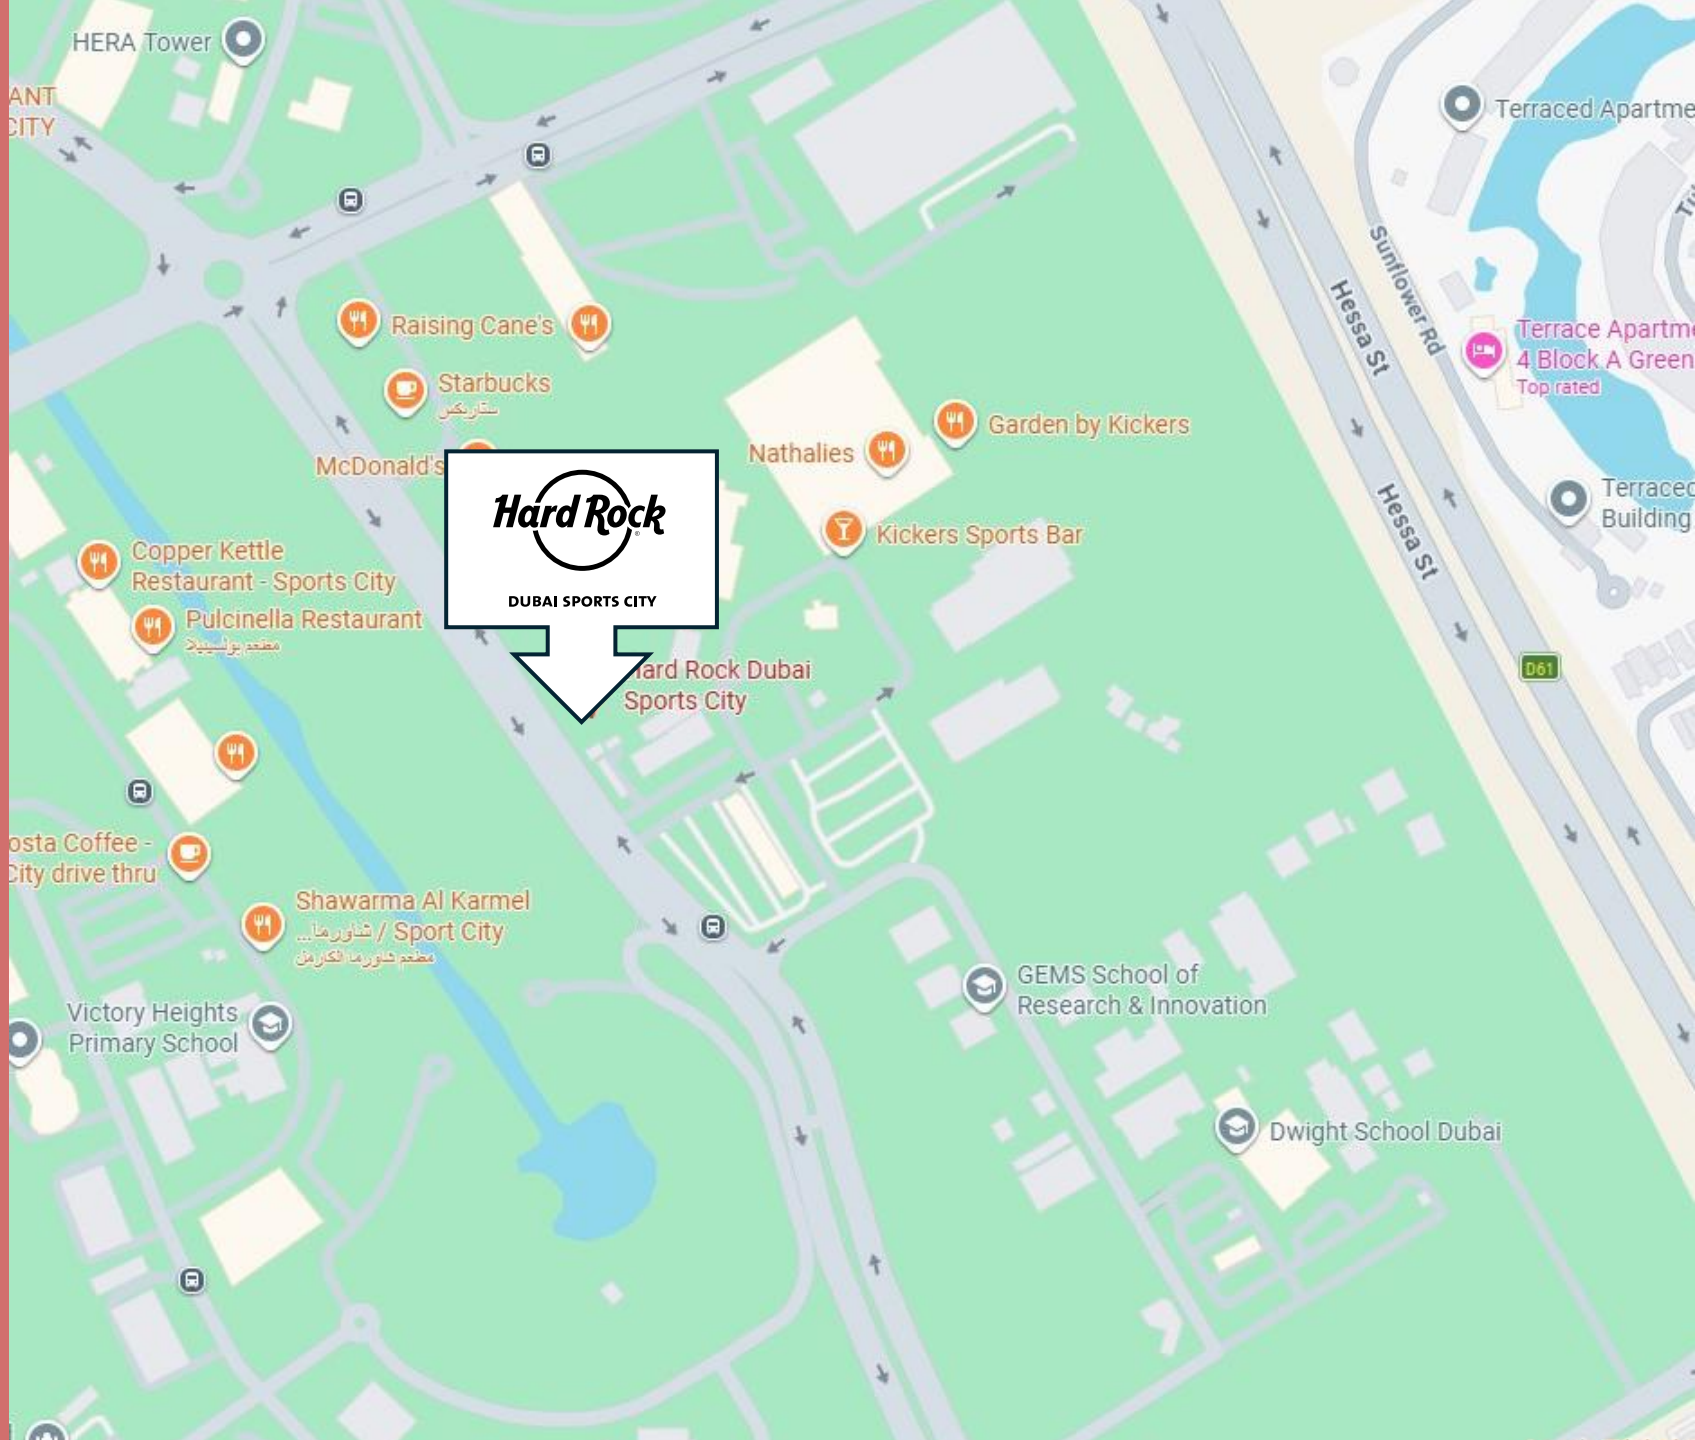 HERA Tower
ANT
CITY
Terraced Apartme
Sunflower Rd
Hessa St
Raising Cane's
Starbucks
ستاربكس
McDonald's
Terrace Apartme
4 Block A Green
Top rated
Garden by Kickers
Nathalies
Kickers Sports Bar
Hessa St
Terraced
Building
Hard Rock
DUBAI SPORTS CITY
Copper Kettle
Restaurant - Sports City
Pulcinella Restaurant
مطعم بولسينيلا
ard Rock Dubai
Sports City
D61
osta Coffee -
City drive thru
Shawarma Al Karmel
شاورما... / Sport City
مطعم شاورما الكارمل
Victory Heights
Primary School
GEMS School of
Research & Innovation
Dwight School Dubai